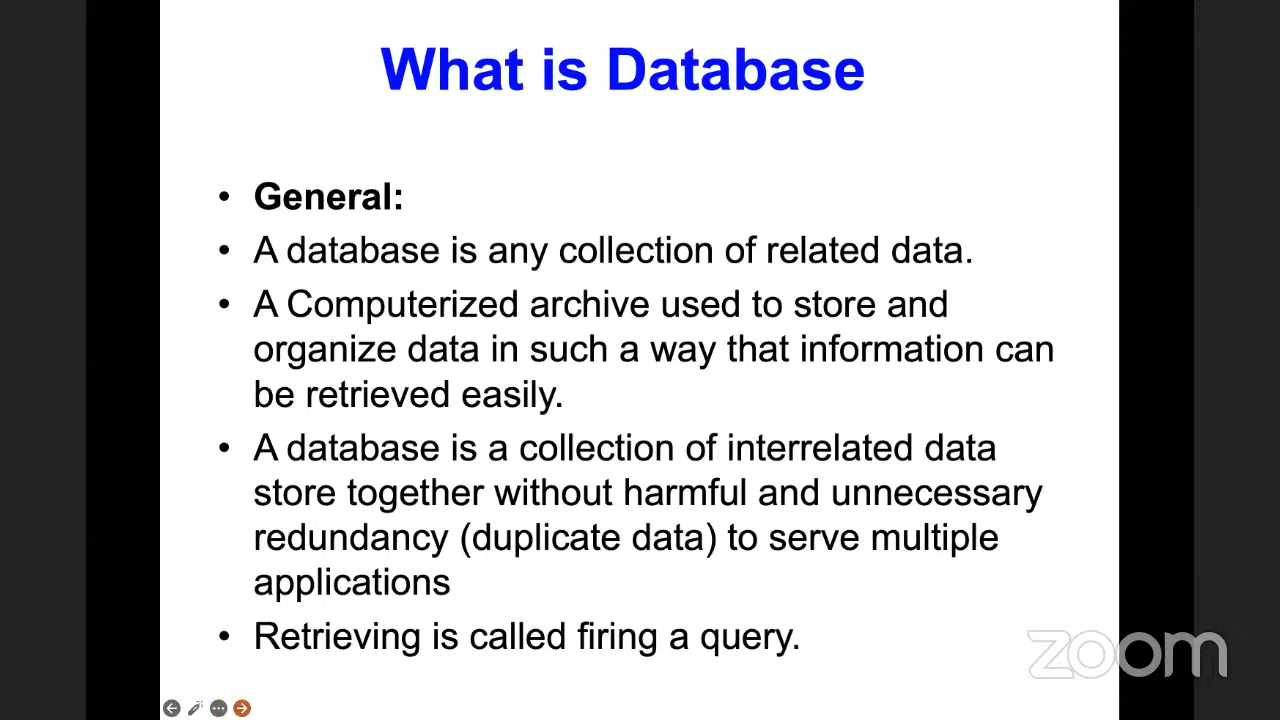 What is Database
• General:
• A database is any collection of related data.
• A Computerized archive used to store and
organize data in such a way that information can
be retrieved easily.
• A database is a collection of interrelated data
store together without harmful and unnecessary
redundancy (duplicate data) to serve multiple
applications
• Retrieving is called firing a query.
zoom